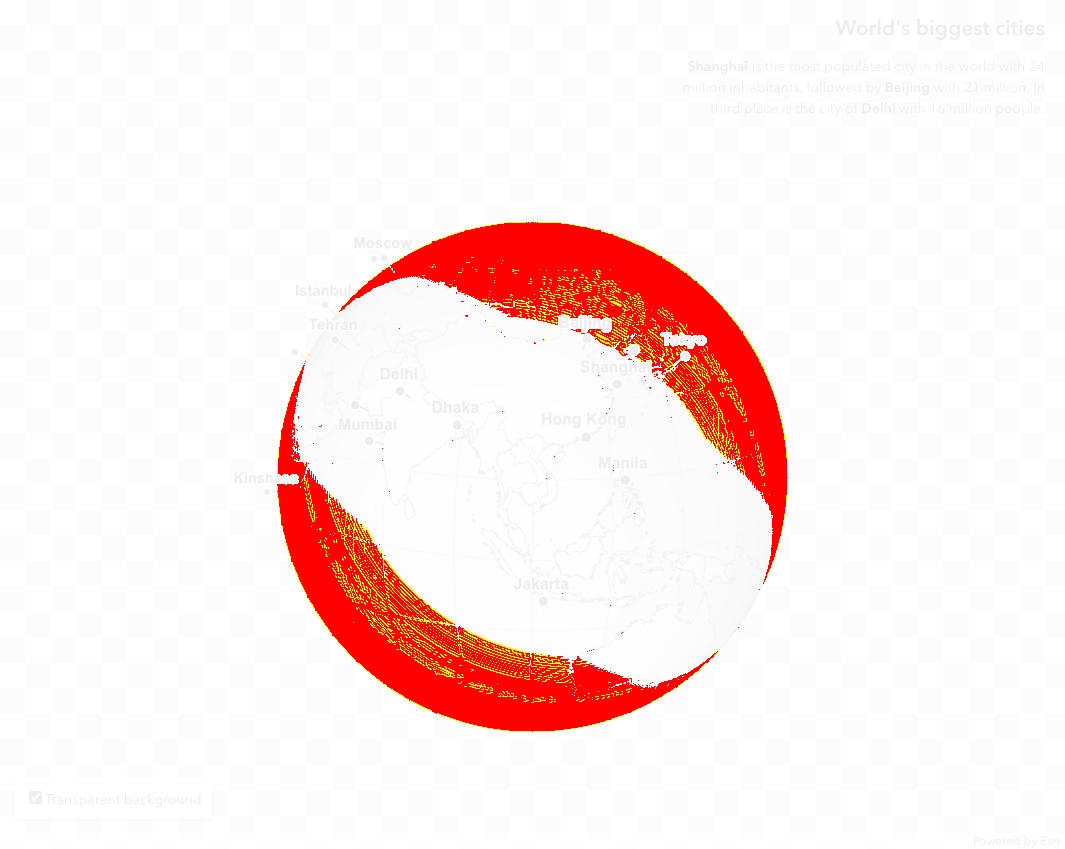 World's biggest cities
Shanghai is the most populated city in the world with 24
million inhabitants, followed by Beijing with 21 million. In
third place is the city of Delhi with 16 million people.
Moscow
Istanbul
Tehran
Beijing
Tokyo
Shanghai
Delhi
Dhaka
Mumbai
Hong Kong
Manila
Kinshasa
Jakarta
Transparent background
Powered by Esri